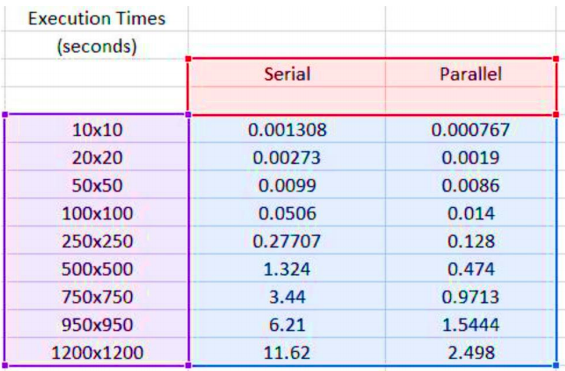 Execution Times
(seconds)
Serial Parallel
10x10 0.001308 0.000767
20x20 0.00273 0.0019
50x50 0.0099 0.0086
100x100 0.0506 0.014
250x250 0.27707 0.128
500x500 1.324 0.474
750x750 3.44 0.9713
950x950 6.21 1.5444
1200x1200 11.62 2.498